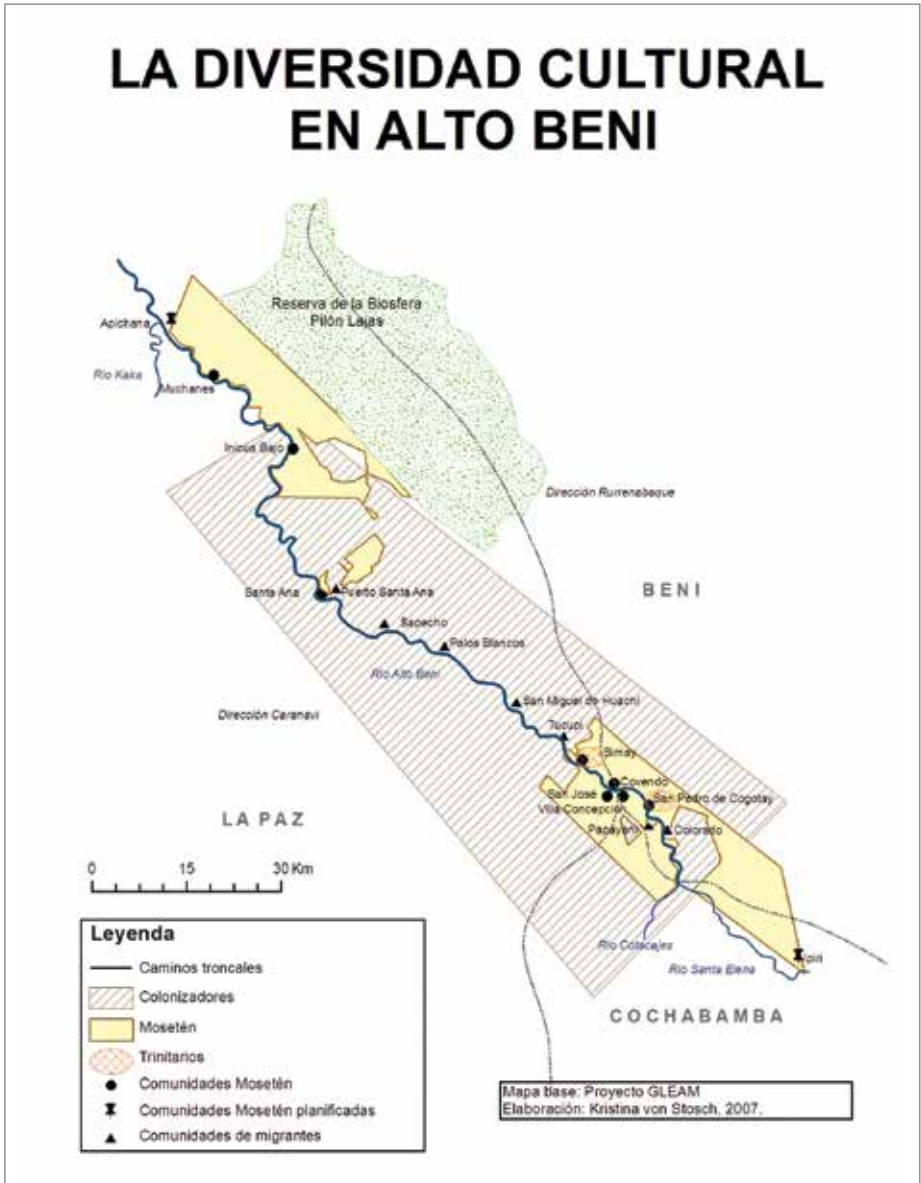 LA DIVERSIDAD CULTURAL
EN ALTO BENI
Reserva de la Biosfera
Pilón Lajas
Apichana
Río Kaka
Muchanes
Inicua Bajo
Dirección Rurrenabaque
BENI
Santa Ana
Puerto Santa Ana
Sapecho
Palos Blancos
Río Alto Beni
San Miguel de Huachi
Dirección Caranavi
Tucupi
Simay
Covendo
San José
San Pedro de Cogotay
Villa Concepción
LA PAZ
Papayani
Colorado
0 15 30 Km
Río Cotacajes
Ipiri
Río Santa Elena
COCHABAMBA
Leyenda
Caminos troncales
Colonizadores
Mosetén
Trinitarios
Comunidades Mosetén
Comunidades Mosetén planificadas
Comunidades de migrantes
Mapa base: Proyecto GLEAM
Elaboración: Kristina von Stosch, 2007.